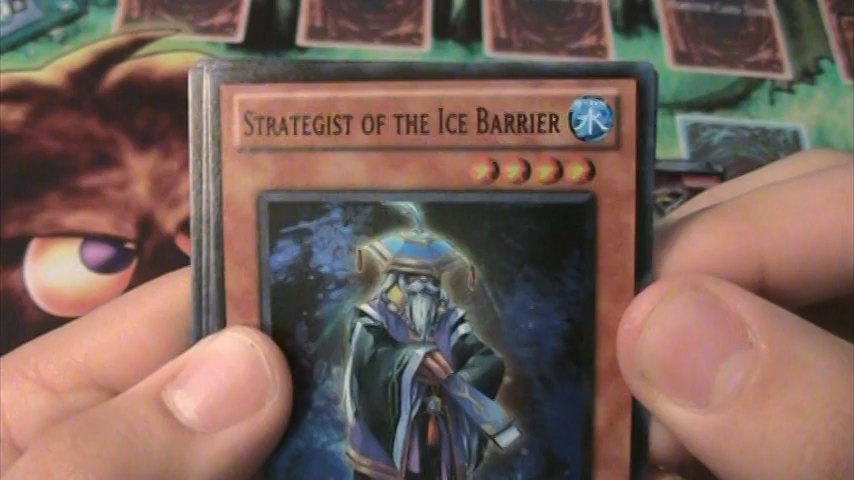 STRATEGIST OF THE ICE BARRIER 水